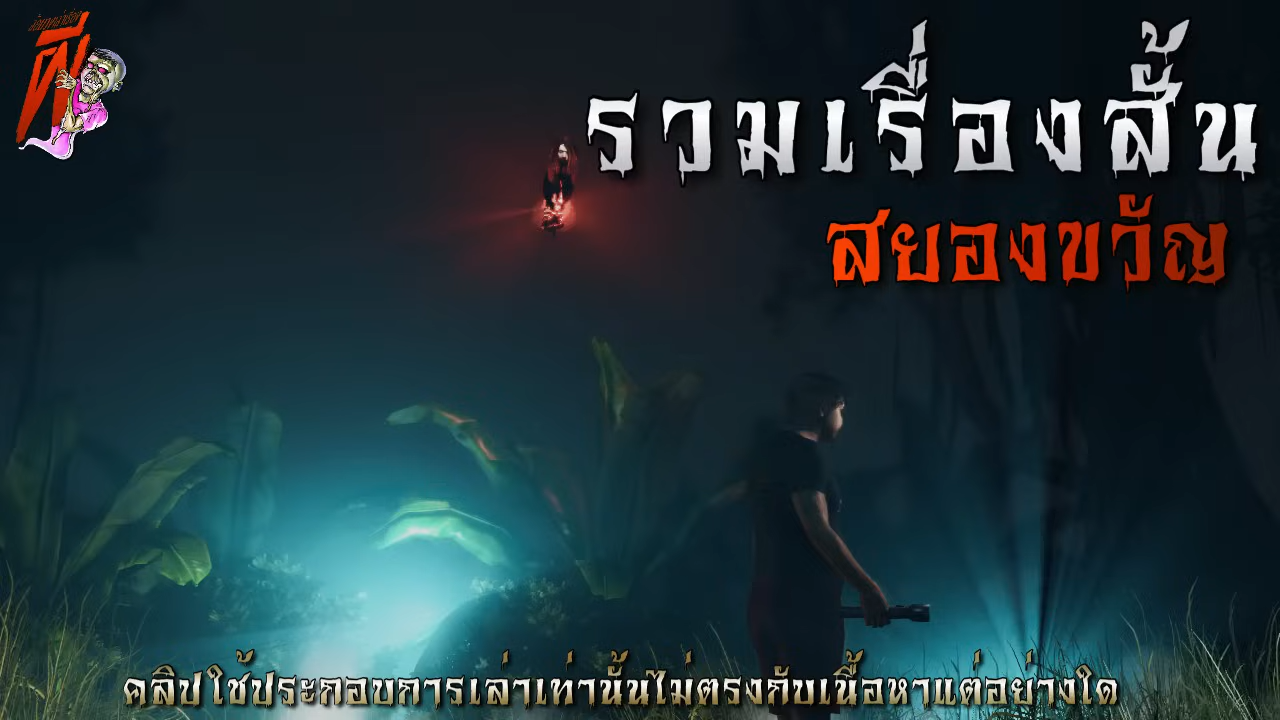 ผี
รวมเรื่องสั้น
สยองขวัญ
คลิปใช้ประกอบการเล่าเท่านั้นไม่ตรงกับเนื้อหาแต่อย่างใด